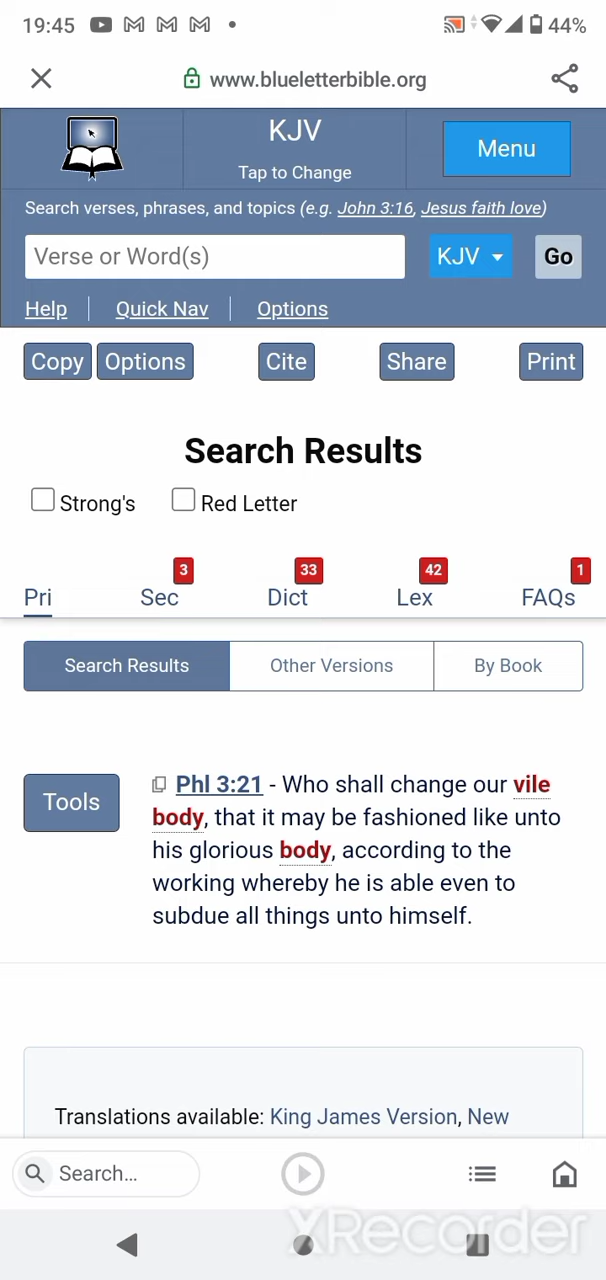 19:45 44%
www.blueletterbible.org
KJV
Tap to Change
Menu
Search verses, phrases, and topics (e.g. John 3:16, Jesus faith love)
Verse or Word(s) KJV Go
Help Quick Nav Options
Copy Options Cite Share Print
Search Results
Strong's Red Letter
3 33 42 1
Pri Sec Dict Lex FAQs
Search Results Other Versions By Book
Tools
Phl 3:21 - Who shall change our vile
body, that it may be fashioned like unto
his glorious body, according to the
working whereby he is able even to
subdue all things unto himself.
Translations available: King James Version, New
Search...
XRecorder